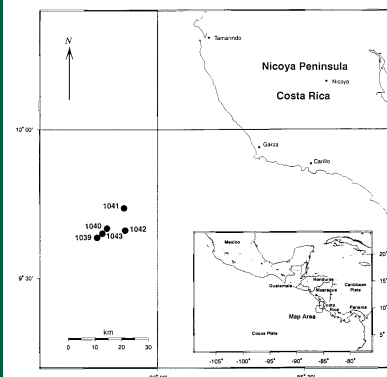 N
Tamarindo
Nicoya Peninsula
Nicoya
Costa Rica
10° 00'
Garza
Carillo
1041
1040
1042
1039
1043
9° 30'
km
0 10 20 30
Mexico
Honduras
Guatemala
Nicaragua
Caribbean
Plate
Costa
Rica
Panama
Map Area
Cocos Plate
20°
15°
10°
5°
-105° -100° -95° -90° -85° -80°